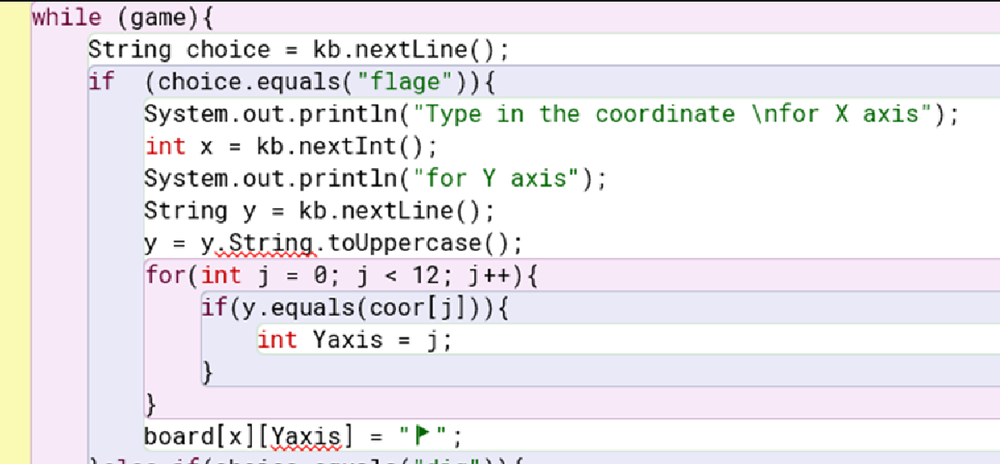 while (game){
String choice = kb.nextLine();
if (choice.equals("flage")){
System.out.println("Type in the coordinate \nfor X axis");
int x = kb.nextInt();
System.out.println("for Y axis");
String y = kb.nextLine();
y = y.String.toUppercase();
for(int j = 0; j < 12; j++){
if(y.equals(coor[j])){
int Yaxis = j;
}
}
board[x][Yaxis] = "⚑";
}else if(choice.equals("dig")){